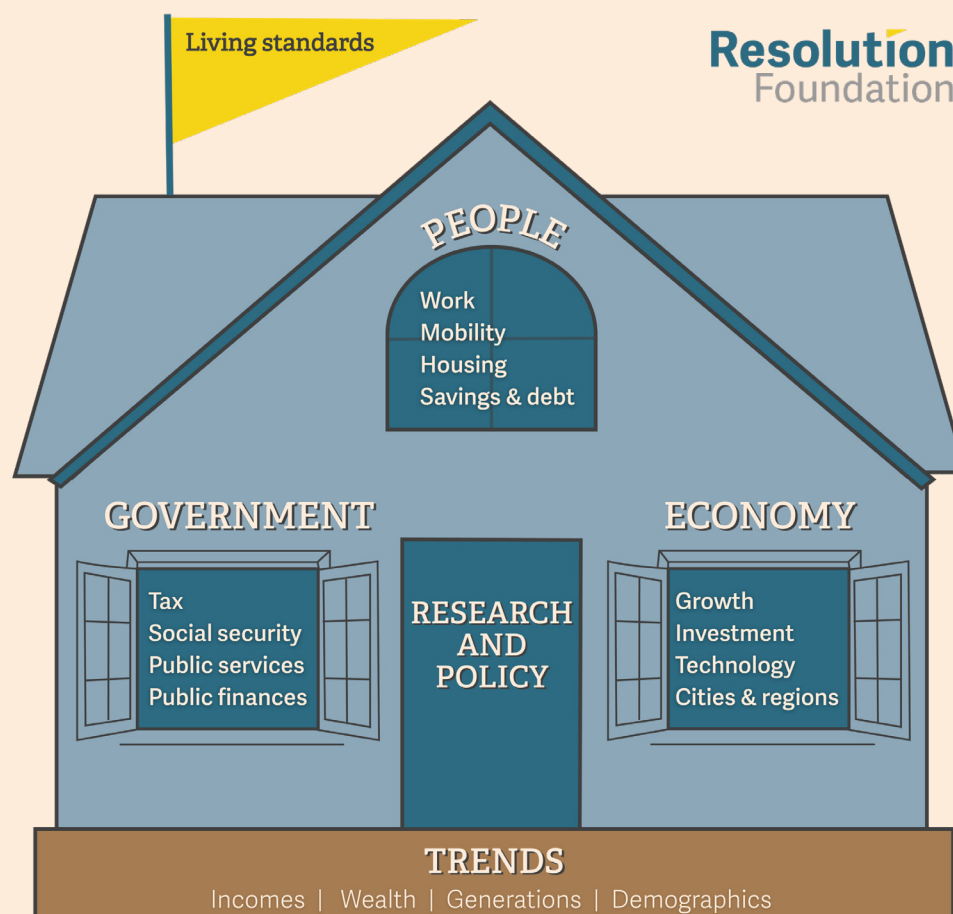 Living standards
Resolution
Foundation
PEOPLE
Work
Mobility
Housing
Savings & debt
GOVERNMENT
Tax
Social security
Public services
Public finances
RESEARCH
AND
POLICY
ECONOMY
Growth
Investment
Technology
Cities & regions
TRENDS
Incomes | Wealth | Generations | Demographics